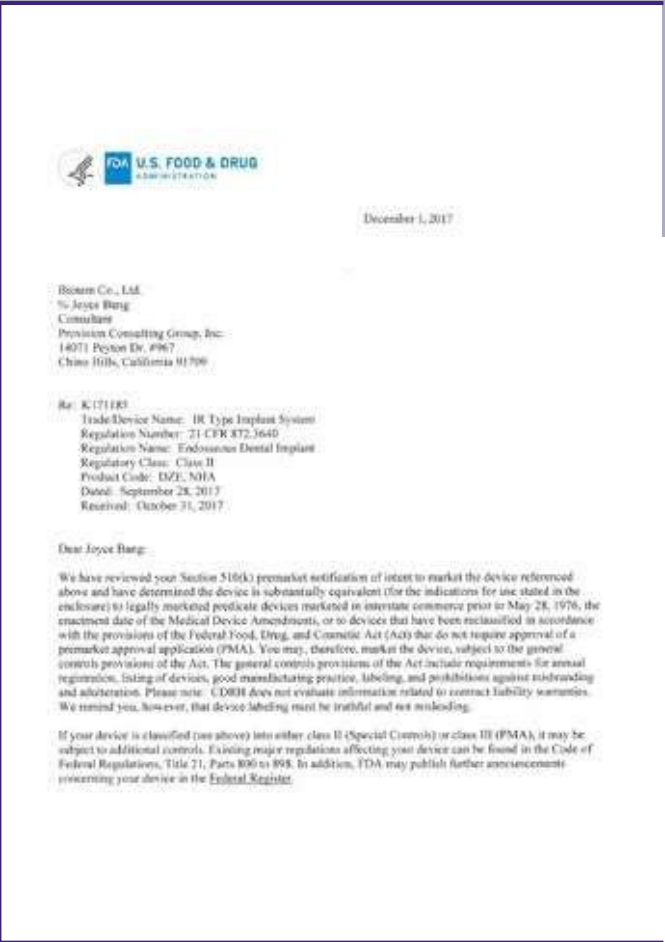 FDA U.S. FOOD & DRUG
ADMINISTRATION
December 1, 2017
Co., Ltd.
% Joyce Bang
Consultant
Provision Consulting Group, Inc.
14071 Peyton Dr. #967
Chino Hills, California 91709
Re: K171185
Trade/Device Name: IR Type Implant System
Regulation Number: 21 CFR 872.3640
Regulation Name: Endosseous Dental Implant
Regulatory Class: Class II
Product Code: DZE, NHA
Dated: September 28, 2017
Received: October 31, 2017
Dear Joyce Bang:
We have reviewed your Section 510(k) premarket notification of intent to market the device referenced
above and have determined the device is substantially equivalent (for the indications for use stated in the
enclosure) to legally marketed predicate devices marketed in interstate commerce prior to May 28, 1976, the
enactment date of the Medical Device Amendments, or to devices that have been reclassified in accordance
with the provisions of the Federal Food, Drug, and Cosmetic Act (Act) that do not require approval of a
premarket approval application (PMA). You may, therefore, market the device, subject to the general
controls provisions of the Act. The general controls provisions of the Act include requirements for annual
registration, listing of devices, good manufacturing practice, labeling, and prohibitions against misbranding
and adulteration. Please note: CDRH does not evaluate information related to contract liability warranties.
We remind you, however, that device labeling must be truthful and not misleading.
If your device is classified (see above) into either class II (Special Controls) or class III (PMA), it may be
subject to additional controls. Existing major regulations affecting your device can be found in the Code of
Federal Regulations, Title 21, Parts 800 to 898. In addition, FDA may publish further announcements
concerning your device in the Federal Register.